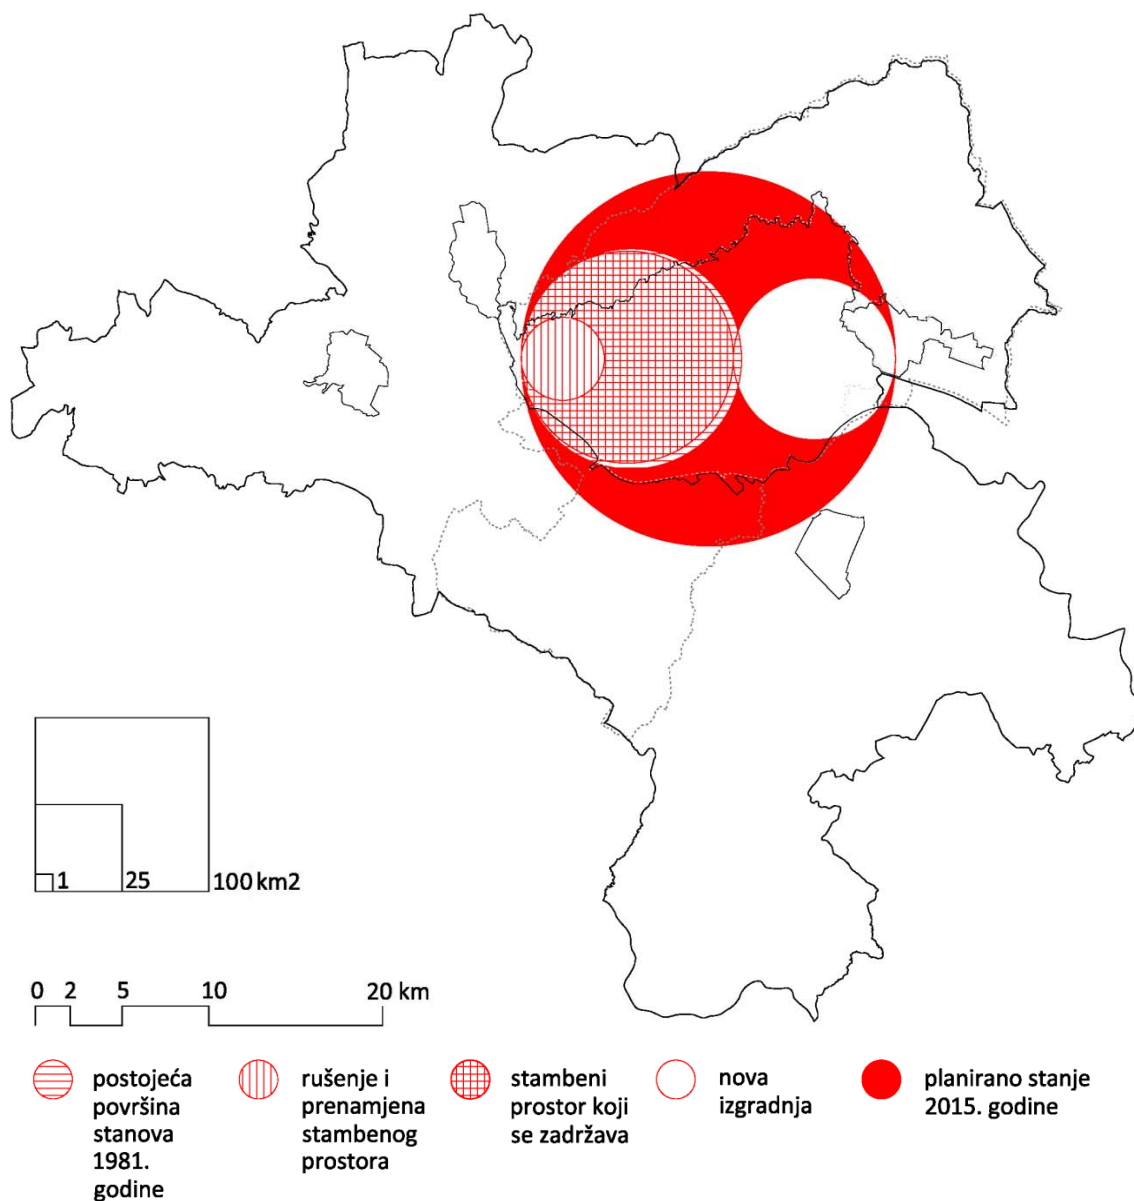 1
25
100 km2
0 2 5 10 20 km
postojeća
površina
stanova
1981.
godine
rušenje i
prenamjena
stambenog
prostora
stambeni
prostor koji
se zadržava
nova
izgradnja
planirano stanje
2015. godine